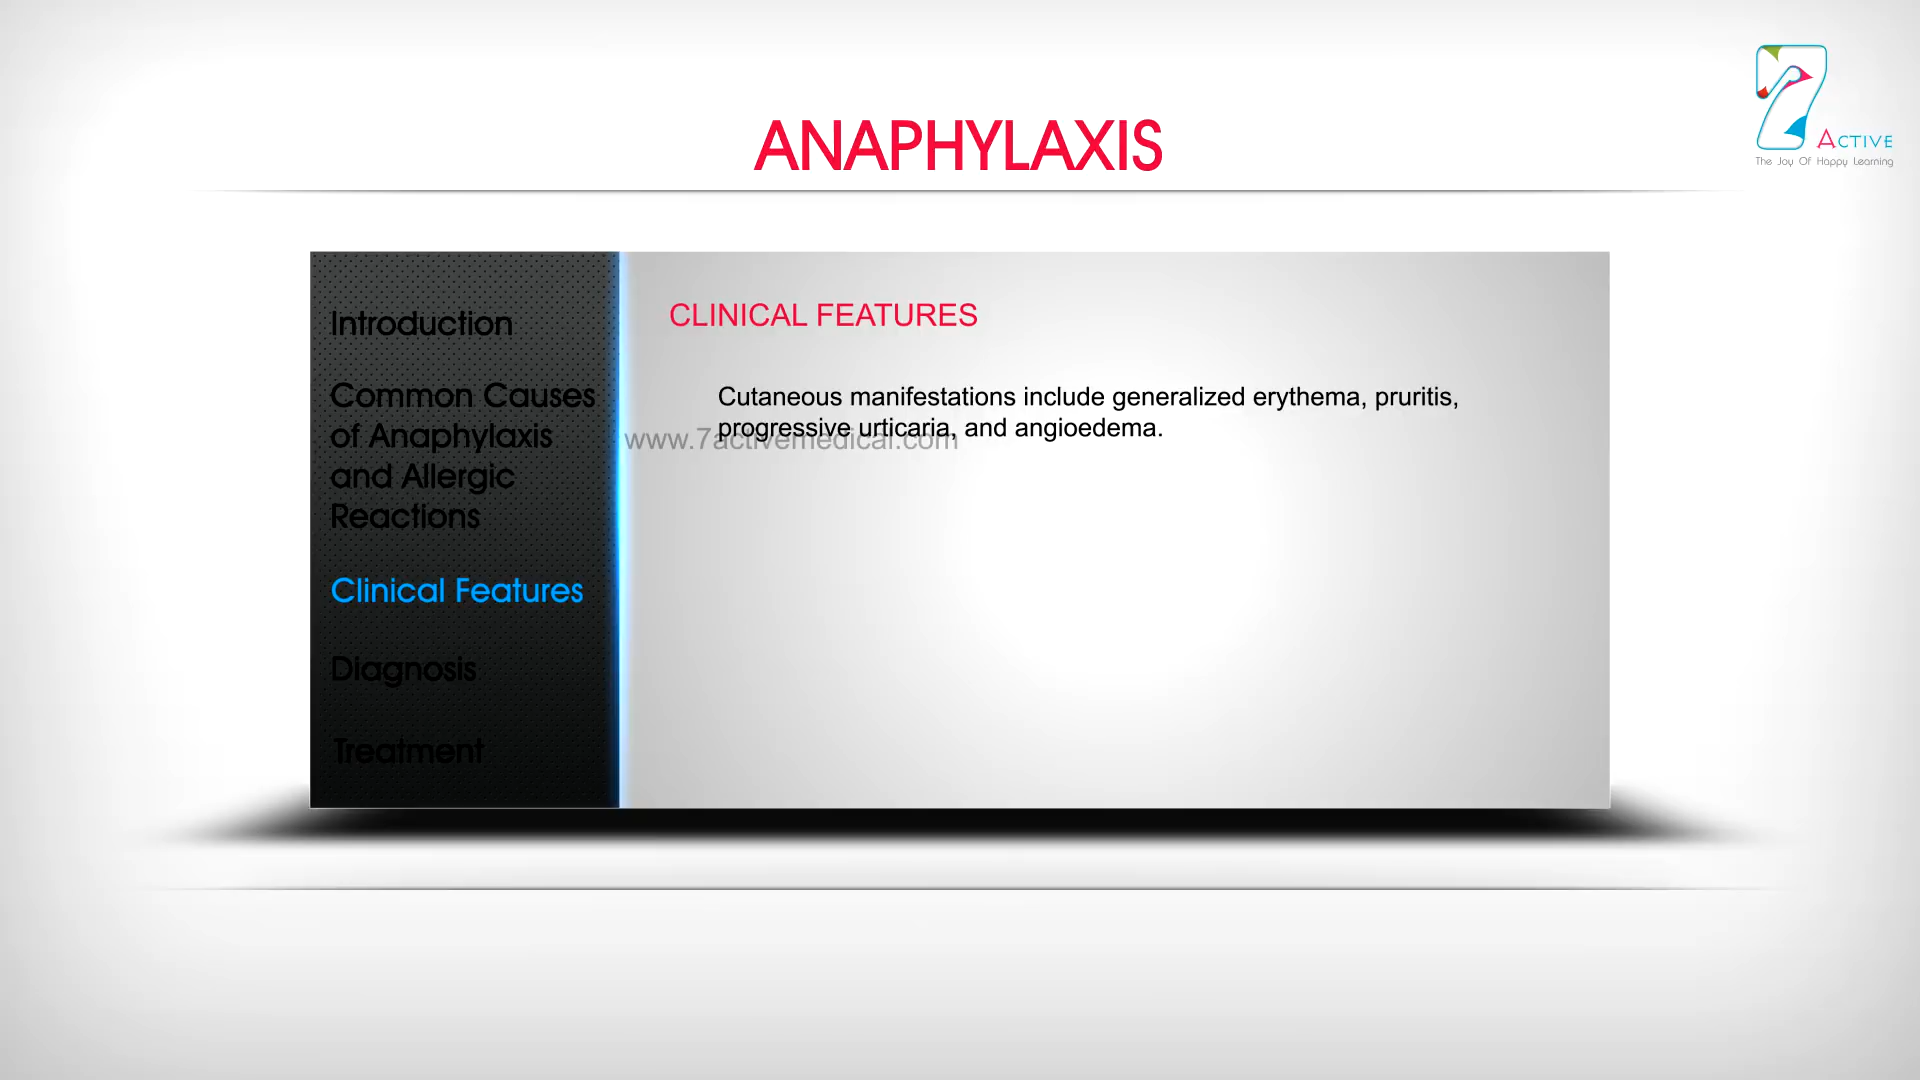 7 ACTIVE
The Joy Of Happy Learning
ANAPHYLAXIS
Introduction
Common Causes
of Anaphylaxis
and Allergic
Reactions
Clinical Features
Diagnosis
Treatment
CLINICAL FEATURES
Cutaneous manifestations include generalized erythema, pruritis,
progressive urticaria, and angioedema.
www.7activemedical.com